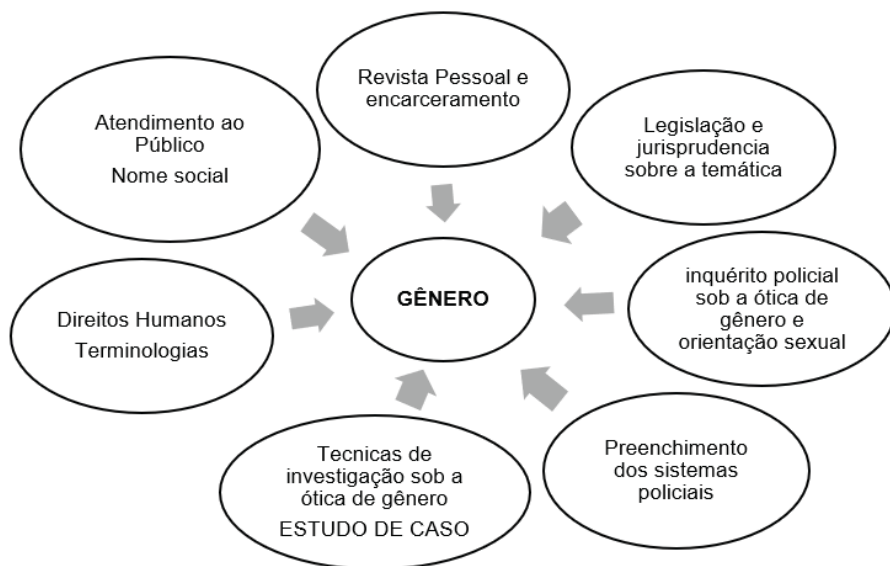 Revista Pessoal e
encarceramento
Atendimento ao
Público
Nome social
Legislação e
jurisprudencia
sobre a temática
GÊNERO
inquérito policial
sob a ótica de
gênero e
orientação sexual
Direitos Humanos
Terminologias
Tecnicas de
investigação sob a
ótica de gênero
ESTUDO DE CASO
Preenchimento
dos sistemas
policiais